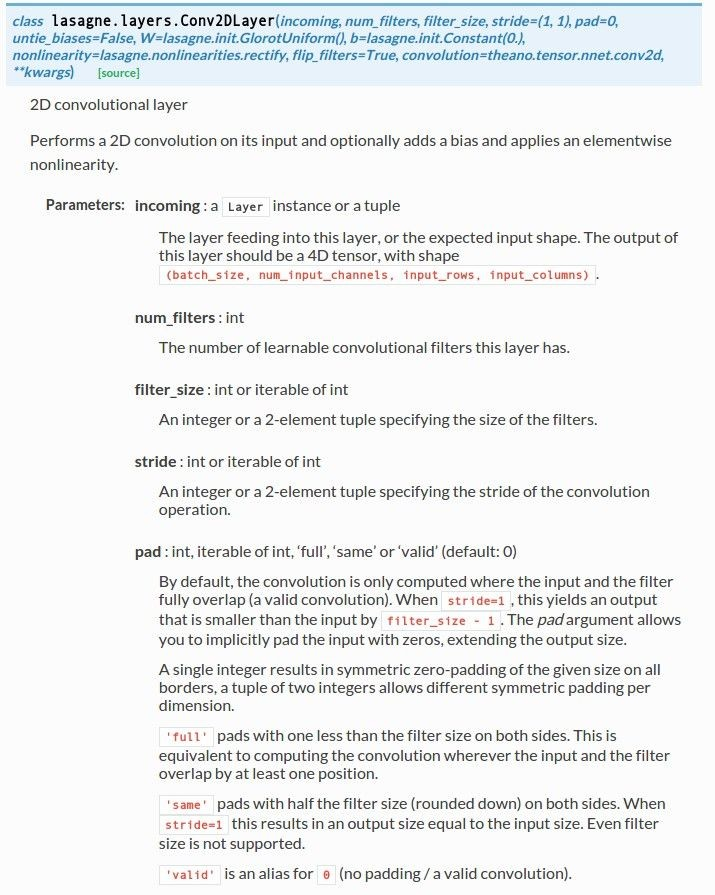 class lasagne.layers.Conv2DLayer(incoming, num_filters, filter_size, stride=(1, 1), pad=0,
untie_biases=False, W=lasagne.init.GlorotUniform(), b=lasagne.init.Constant(0.),
nonlinearity=lasagne.nonlinearities.rectify, flip_filters=True, convolution=theano.tensor.nnet.conv2d,
**kwargs) [source]
2D convolutional layer
Performs a 2D convolution on its input and optionally adds a bias and applies an elementwise
nonlinearity.
Parameters: incoming : a Layer instance or a tuple
The layer feeding into this layer, or the expected input shape. The output of
this layer should be a 4D tensor, with shape
(batch_size, num_input_channels, input_rows, input_columns) .
num_filters : int
The number of learnable convolutional filters this layer has.
filter_size : int or iterable of int
An integer or a 2-element tuple specifying the size of the filters.
stride : int or iterable of int
An integer or a 2-element tuple specifying the stride of the convolution
operation.
pad : int, iterable of int, ‘full’, ‘same’ or ‘valid’ (default: 0)
By default, the convolution is only computed where the input and the filter
fully overlap (a valid convolution). When stride=1 , this yields an output
that is smaller than the input by filter_size - 1 . The pad argument allows
you to implicitly pad the input with zeros, extending the output size.
A single integer results in symmetric zero-padding of the given size on all
borders, a tuple of two integers allows different symmetric padding per
dimension.
'full' pads with one less than the filter size on both sides. This is
equivalent to computing the convolution wherever the input and the filter
overlap by at least one position.
'same' pads with half the filter size (rounded down) on both sides. When
stride=1 this results in an output size equal to the input size. Even filter
size is not supported.
'valid' is an alias for 0 (no padding / a valid convolution).